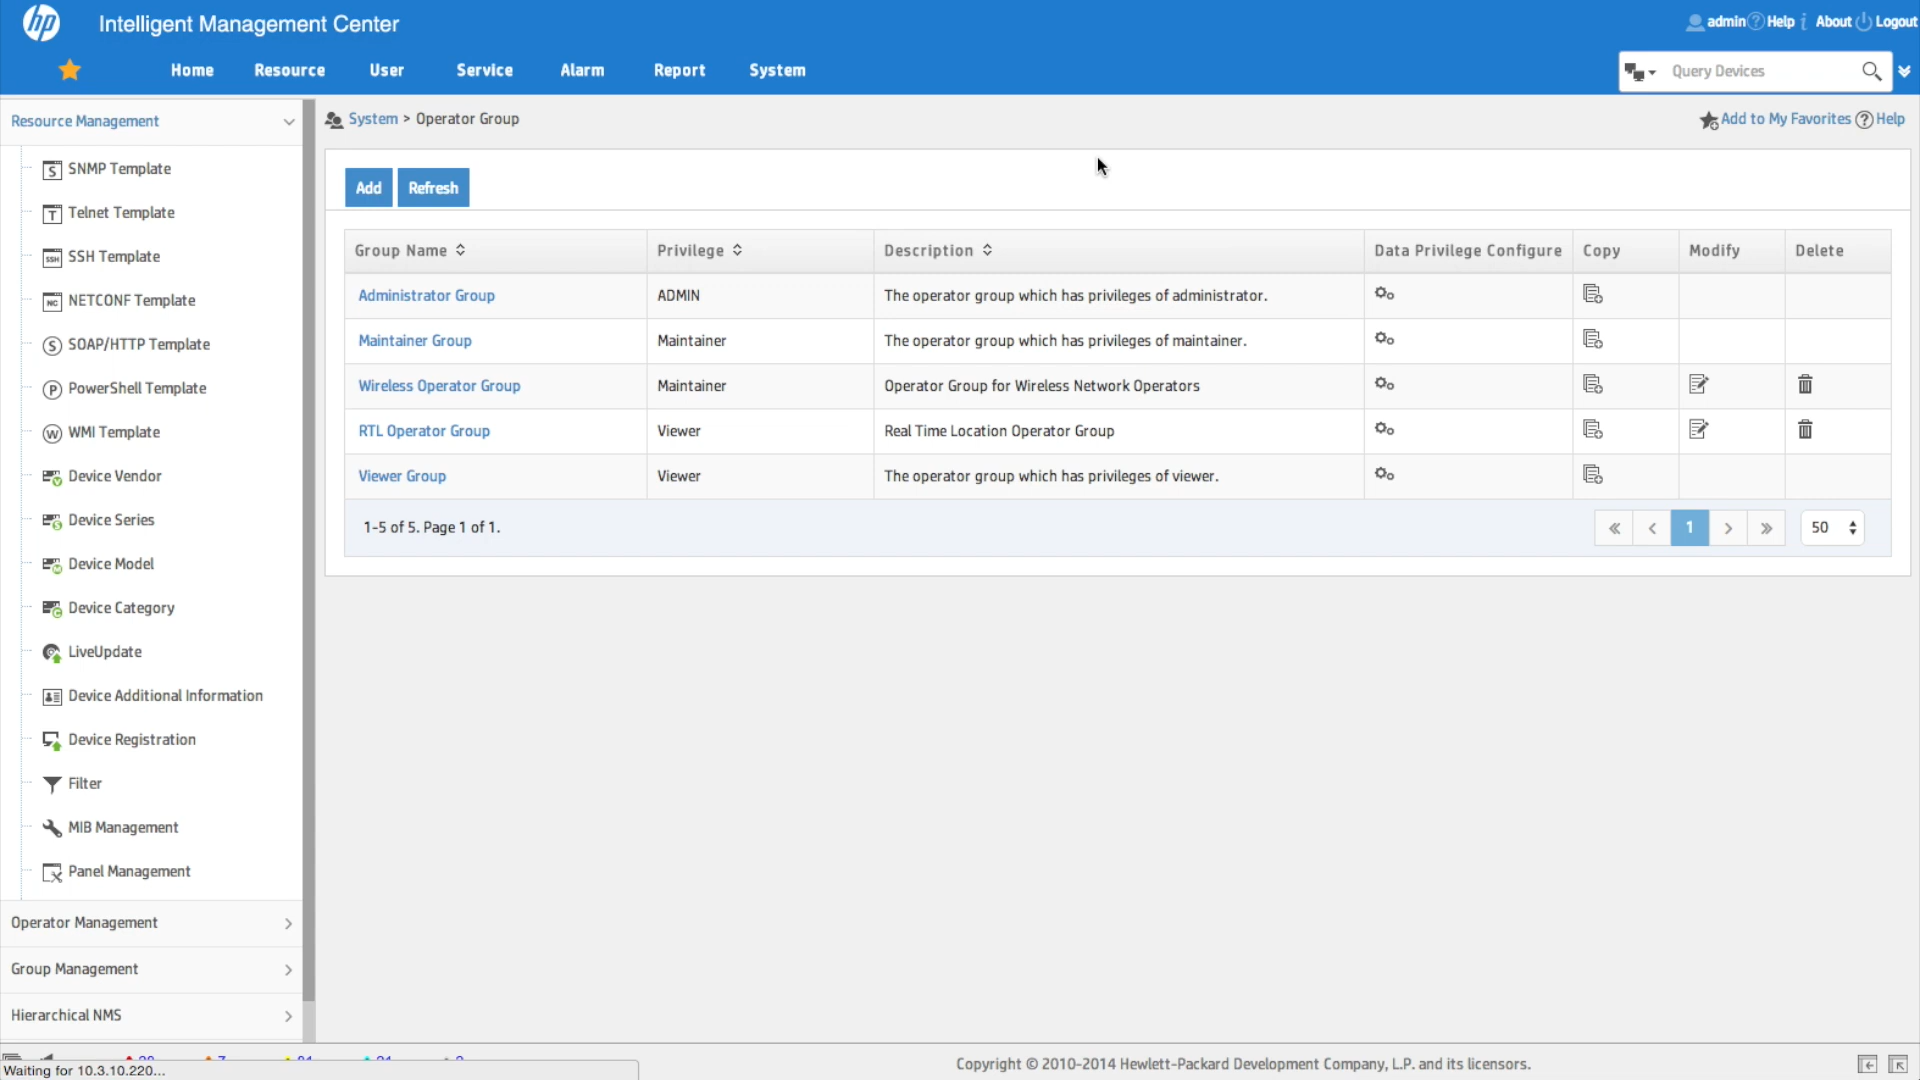 hp Intelligent Management Center
admin Help About Logout
Home Resource User Service Alarm Report System
Query Devices
Resource Management
SNMP Template
Telnet Template
SSH Template
NETCONF Template
SOAP/HTTP Template
PowerShell Template
WMI Template
Device Vendor
Device Series
Device Model
Device Category
LiveUpdate
Device Additional Information
Device Registration
Filter
MIB Management
Panel Management
Operator Management
Group Management
Hierarchical NMS
System > Operator Group
Add to My Favorites Help
Add Refresh
Group Name Privilege Description Data Privilege Configure Copy Modify Delete
Administrator Group ADMIN The operator group which has privileges of administrator.
Maintainer Group Maintainer The operator group which has privileges of maintainer.
Wireless Operator Group Maintainer Operator Group for Wireless Network Operators
RTL Operator Group Viewer Real Time Location Operator Group
Viewer Group Viewer The operator group which has privileges of viewer.
1-5 of 5. Page 1 of 1.
« < 1 > » 50
Waiting for 10.3.10.220...
Copyright © 2010-2014 Hewlett-Packard Development Company, L.P. and its licensors.